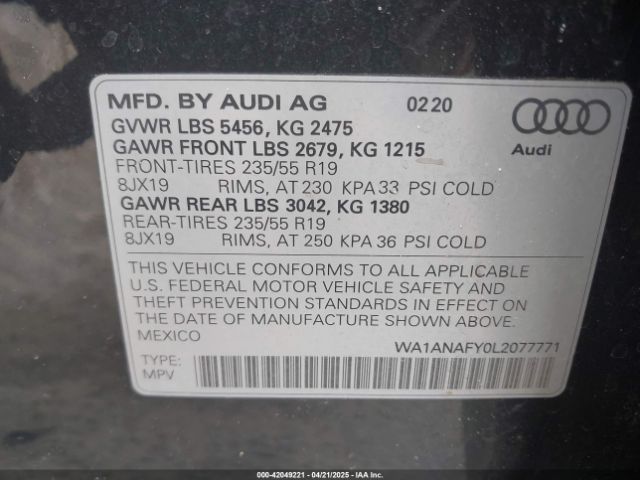 MFD. BY AUDI AG 0220
GVWR LBS 5456, KG 2475
GAWR FRONT LBS 2679, KG 1215
Audi
FRONT-TIRES 235/55 R19
8JX19 RIMS, AT 230 KPA 33 PSI COLD
GAWR REAR LBS 3042, KG 1380
REAR-TIRES 235/55 R19
8JX19 RIMS, AT 250 KPA 36 PSI COLD
THIS VEHICLE CONFORMS TO ALL APPLICABLE
U.S. FEDERAL MOTOR VEHICLE SAFETY AND
THEFT PREVENTION STANDARDS IN EFFECT ON
THE DATE OF MANUFACTURE SHOWN ABOVE.
MEXICO WA1ANAFY0L2077771
TYPE:
MPV
000-42049221 - 04/21/2025 - IAAI.COM